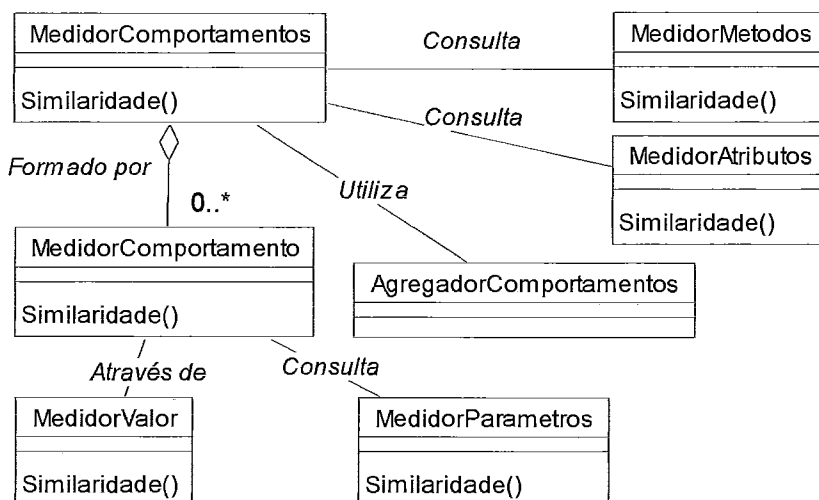 MedidorComportamentos
Consulta
MedidorMetodos
Similaridade()
Similaridade()
Consulta
Formado por
MedidorAtributos
Utiliza
0..*
Similaridade()
MedidorComportamento
AgregadorComportamentos
Similaridade()
Através de
Consulta
MedidorValor
MedidorParametros
Similaridade()
Similaridade()